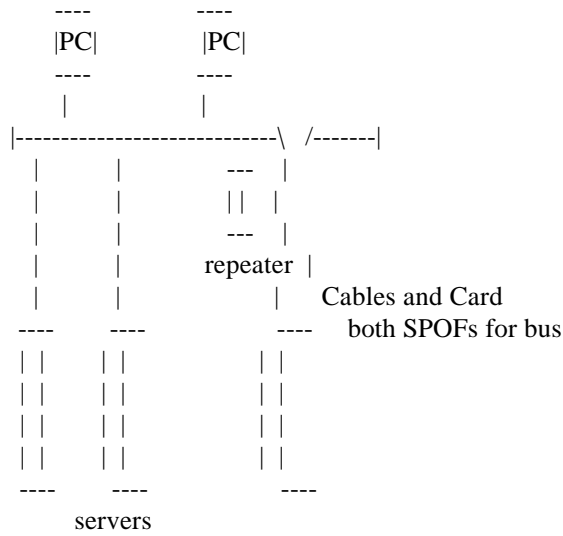 |PC| |PC|
repeater
Cables and Card
both SPOFs for bus
servers